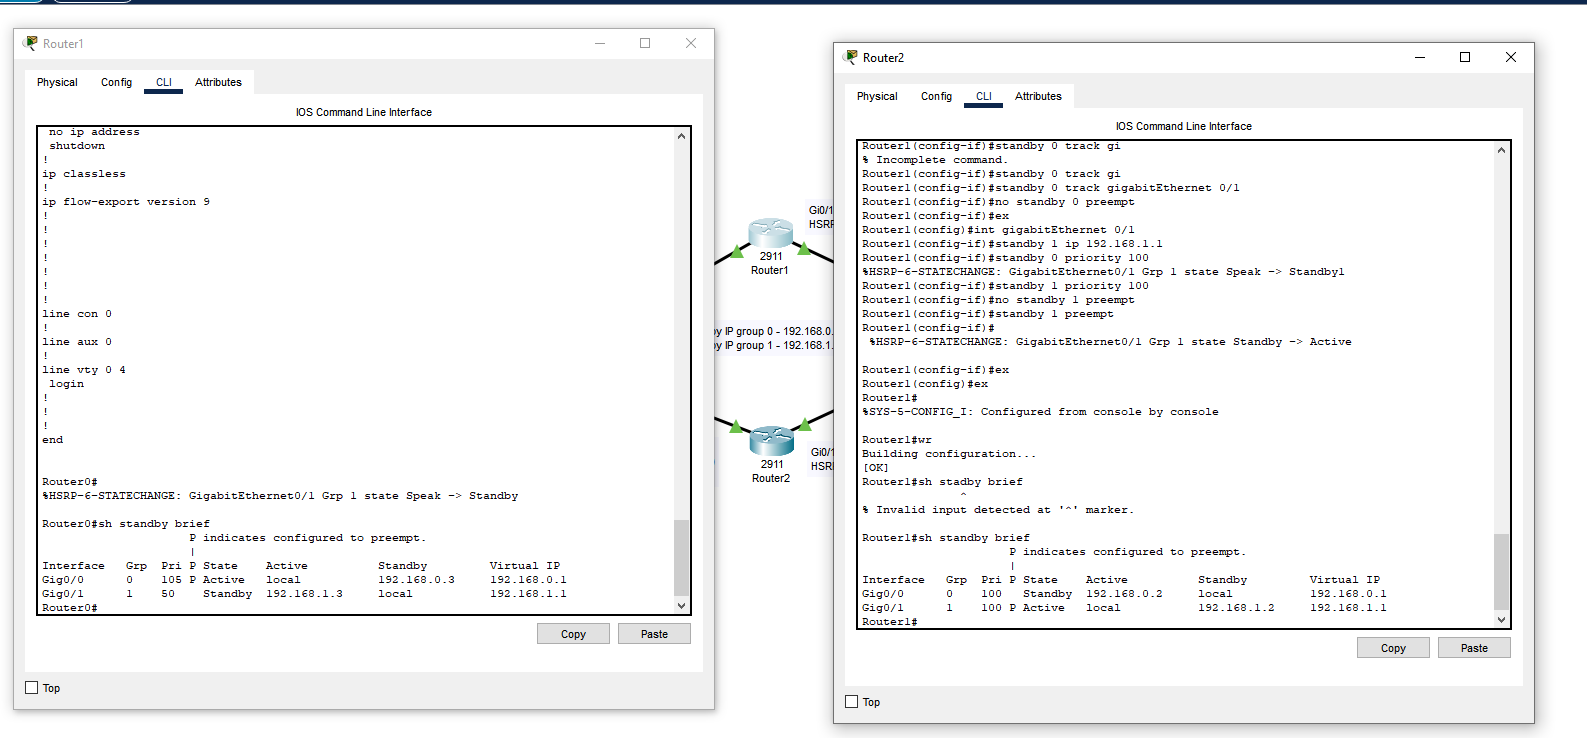 Router1
Physical Config CLI Attributes
IOS Command Line Interface
no ip address
shutdown
!
ip classless
!
ip flow-export version 9
!
!
!
!
!
!
!
line con 0
!
line aux 0
!
line vty 0 4
login
!
!
!
end
Router0#
%HSRP-6-STATECHANGE: GigabitEthernet0/1 Grp 1 state Speak -> Standby
Router0#sh standby brief
P indicates configured to preempt.
|
Interface Grp Pri P State Active Standby Virtual IP
Gig0/0 0 105 P Active local 192.168.0.3 192.168.0.1
Gig0/1 1 50 Standby 192.168.1.3 local 192.168.1.1
Router0#
Copy Paste
Top
Gi0/1
HSRP
2911
Router1
by IP group 0 - 192.168.0.
by IP group 1 - 192.168.1.
2911
Router2
Gi0/1
HSRP
Router2
Physical Config CLI Attributes
IOS Command Line Interface
Router1(config-if)#standby 0 track gi
% Incomplete command.
Router1(config-if)#standby 0 track gi
Router1(config-if)#standby 0 track gigabitEthernet 0/1
Router1(config-if)#no standby 0 preempt
Router1(config-if)#ex
Router1(config)#int gigabitEthernet 0/1
Router1(config-if)#standby 1 ip 192.168.1.1
Router1(config-if)#standby 0 priority 100
%HSRP-6-STATECHANGE: GigabitEthernet0/1 Grp 1 state Speak -> Standby1
Router1(config-if)#standby 1 priority 100
Router1(config-if)#no standby 1 preempt
Router1(config-if)#standby 1 preempt
Router1(config-if)#
%HSRP-6-STATECHANGE: GigabitEthernet0/1 Grp 1 state Standby -> Active
Router1(config-if)#ex
Router1(config)#ex
Router1#
%SYS-5-CONFIG_I: Configured from console by console
Router1#wr
Building configuration...
[OK]
Router1#sh stadby brief
^
% Invalid input detected at '^' marker.
Router1#sh standby brief
P indicates configured to preempt.
|
Interface Grp Pri P State Active Standby Virtual IP
Gig0/0 0 100 Standby 192.168.0.2 local 192.168.0.1
Gig0/1 1 100 P Active local 192.168.1.2 192.168.1.1
Router1#
Copy Paste
Top